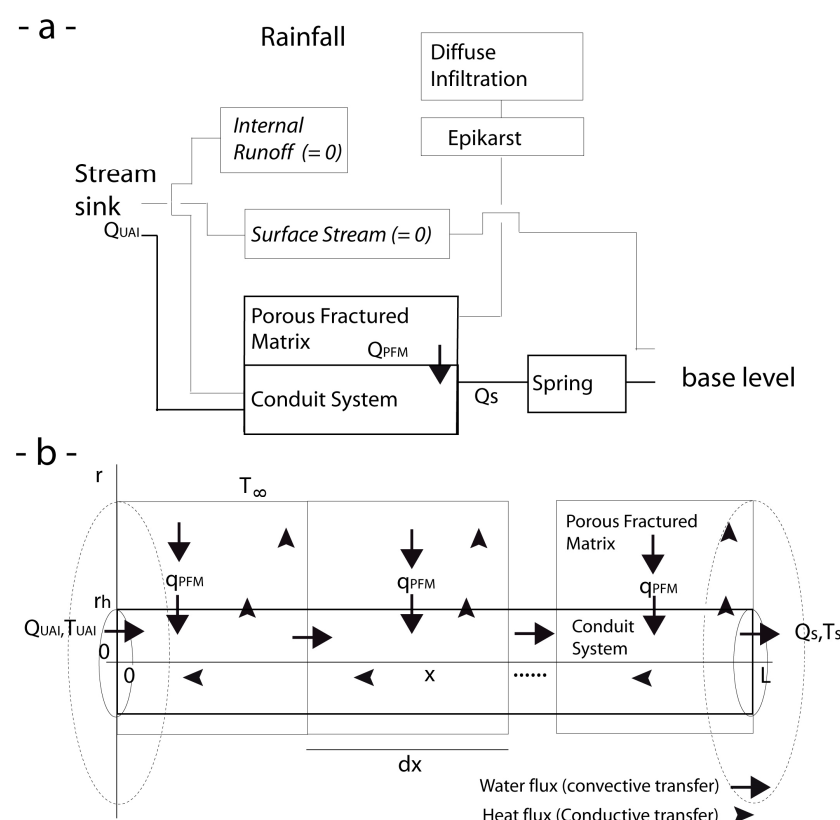 - a -
Rainfall
Diffuse
Infiltration
Internal
Runoff (= 0)
Epikarst
Stream
sink
QUAI
Surface Stream (= 0)
Porous Fractured
Matrix
QPFM
Conduit System
Qs
Spring
base level
- b -
r
T∞
Porous Fractured
Matrix
qPFM
qPFM
qPFM
rh
QUAI,TUAI
Conduit
System
Qs,Ts
0
0
x
......
L
dx
Water flux (convective transfer)
Heat flux (Conductive transfer)